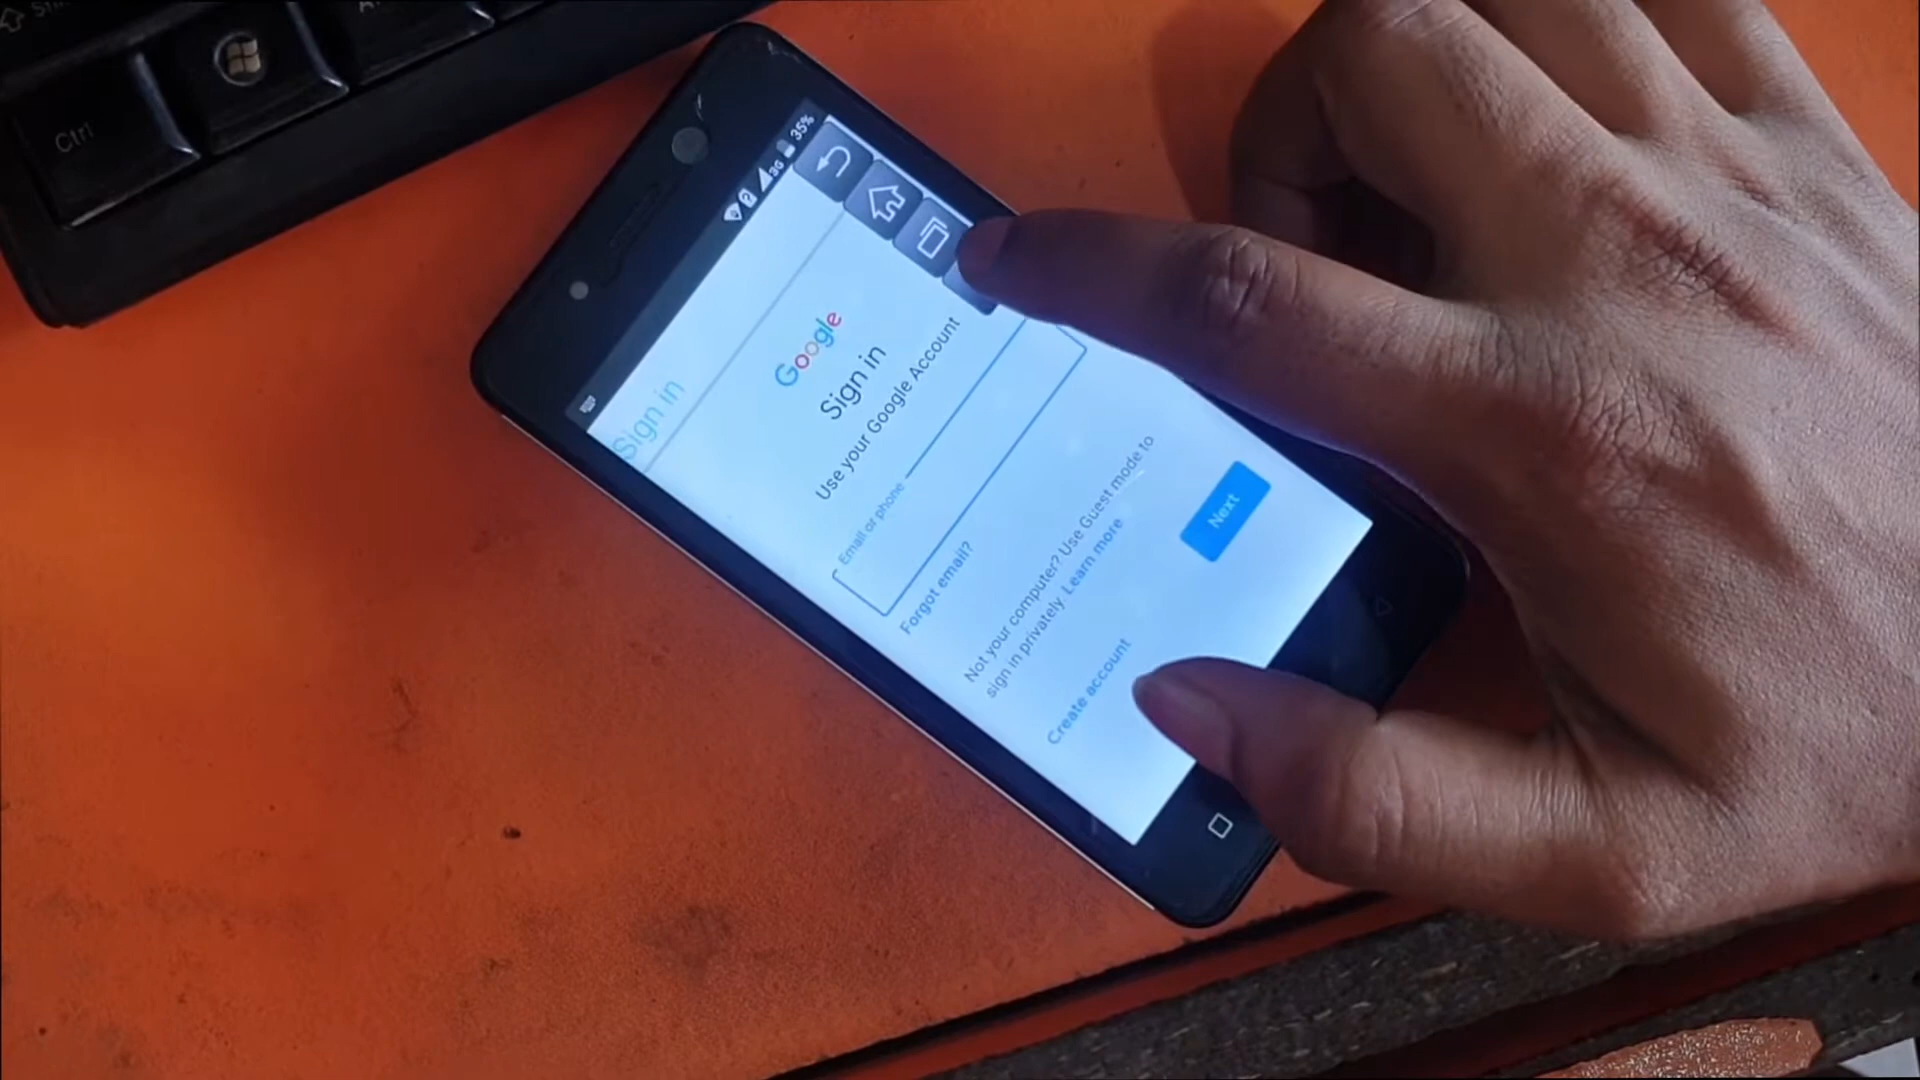 Ctrl
3G 35%
Sign in
Google
Sign in
Use your Google Account
Email or phone
Forgot email?
Not your computer? Use Guest mode to
sign in privately. Learn more
Next
Create account